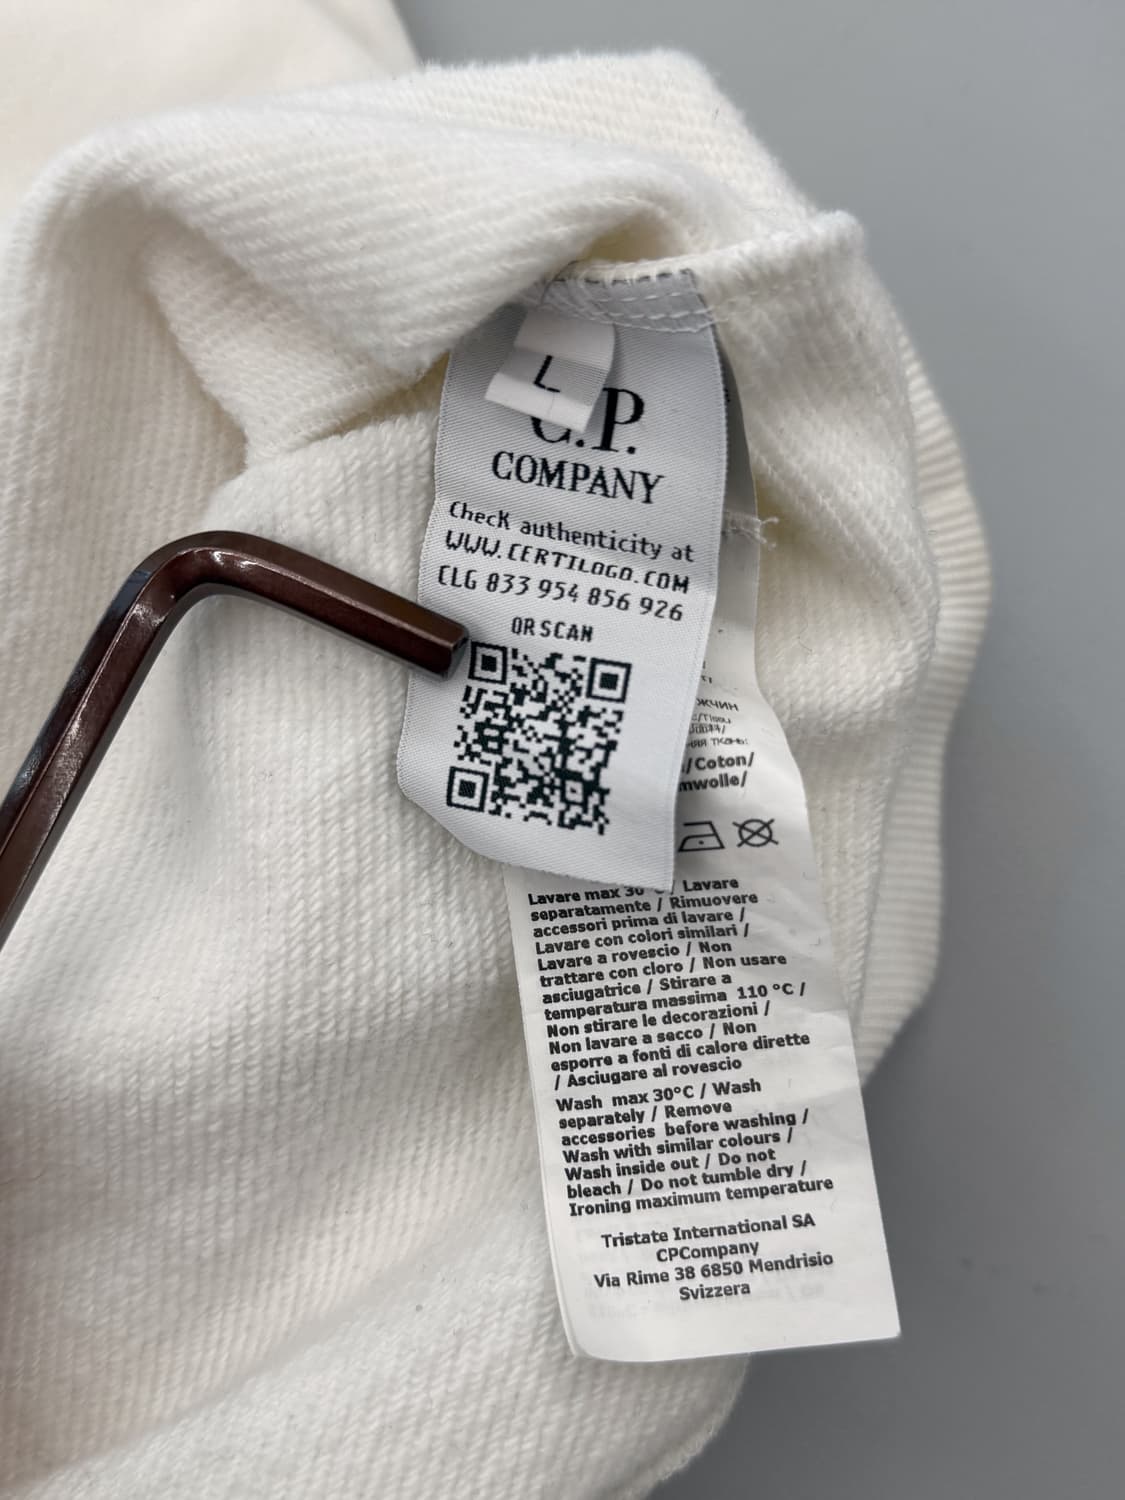 L
C.P.
COMPANY
Check authenticity at
WWW.CERTILOGO.COM
CLG 833 954 856 926
QR SCAN
ЖЧИН
/Tissu
ткань:
/Coton/
mwolle/
Lavare max 30 °C / Lavare
separatamente / Rimuovere
accessori prima di lavare /
Lavare con colori similari /
Lavare a rovescio / Non
trattare con cloro / Non usare
asciugatrice / Stirare a
temperatura massima 110 °C /
Non stirare le decorazioni /
Non lavare a secco / Non
esporre a fonti di calore dirette
/ Asciugare al rovescio
Wash max 30°C / Wash
separately / Remove
accessories before washing /
Wash with similar colours /
Wash inside out / Do not
bleach / Do not tumble dry /
Ironing maximum temperature
Tristate International SA
CPCompany
Via Rime 38 6850 Mendrisio
Svizzera